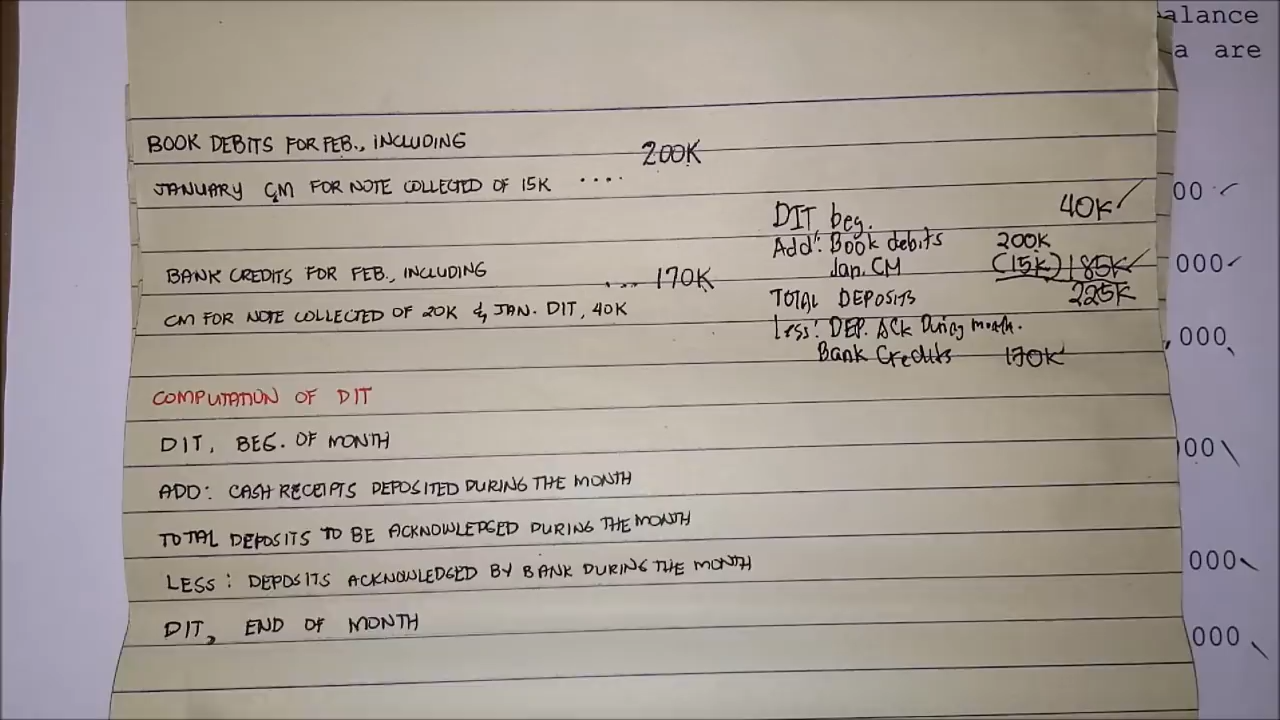 alance
a are
BOOK DEBITS FOR FEB., INCLUDING
200K
JANUARY CM FOR NOTE COLLECTED OF 15K ....
00
DIT, beg. 40K
Add: Book debits 200K
Jan. CM (15K) 185K
000
BANK CREDITS FOR FEB., INCLUDING
.... 170K
CM FOR NOTE COLLECTED OF 20K & JAN. DIT, 40K
TOTAL DEPOSITS 225K
Less: DEP. Ack During month.
Bank Credits 170K
,000
COMPUTATION OF DIT
DIT, BEG. OF MONTH
00
ADD: CASH RECEIPTS DEPOSITED DURING THE MONTH
TOTAL DEPOSITS TO BE ACKNOWLEDGED DURING THE MONTH
LESS: DEPOSITS ACKNOWLEDGED BY BANK DURING THE MONTH
000
DIT, END OF MONTH
000